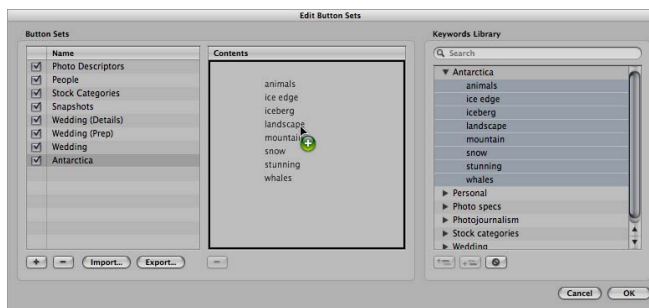 Edit Button Sets
Button Sets
Name
Photo Descriptors
People
Stock Categories
Snapshots
Wedding (Details)
Wedding (Prep)
Wedding
Antarctica
Import...
Export...
Contents
animals
ice edge
iceberg
landscape
mountain
snow
stunning
whales
Keywords Library
Search
Antarctica
animals
ice edge
iceberg
landscape
mountain
snow
stunning
whales
Personal
Photo specs
Photojournalism
Stock categories
Wedding
Cancel
OK